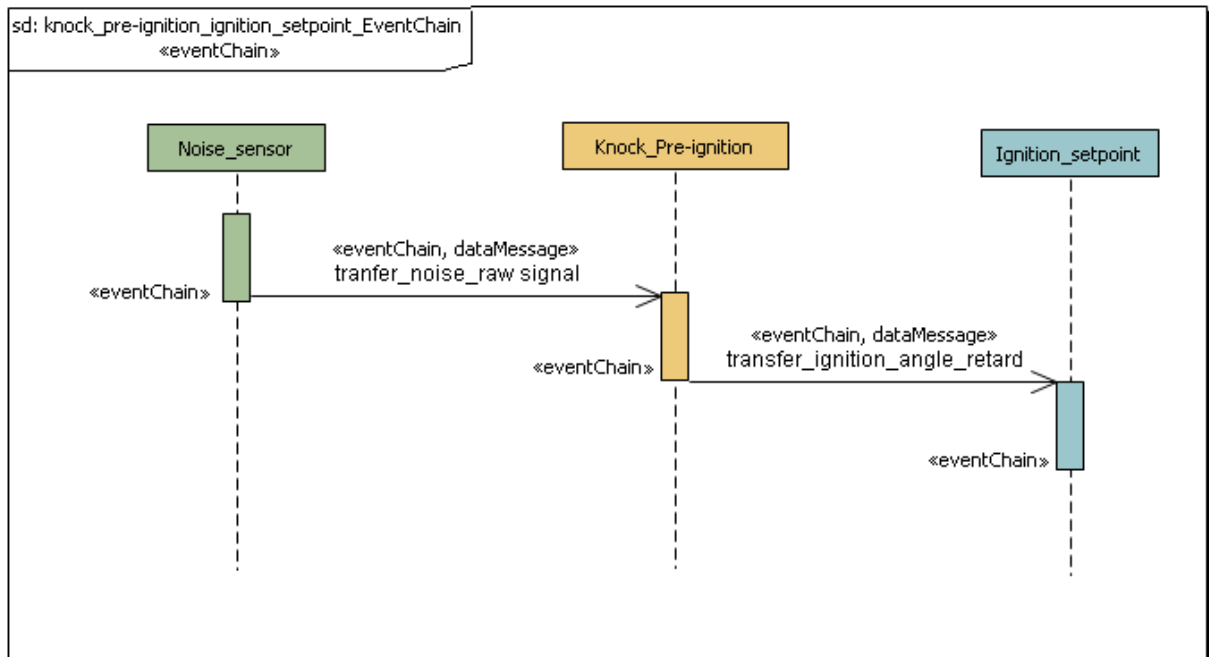 sd: knock_pre-ignition_ignition_setpoint_EventChain
«eventChain»
Noise_sensor
Knock_Pre-ignition
Ignition_setpoint
«eventChain, dataMessage»
tranfer_noise_raw signal
«eventChain»
«eventChain, dataMessage»
transfer_ignition_angle_retard
«eventChain»
«eventChain»